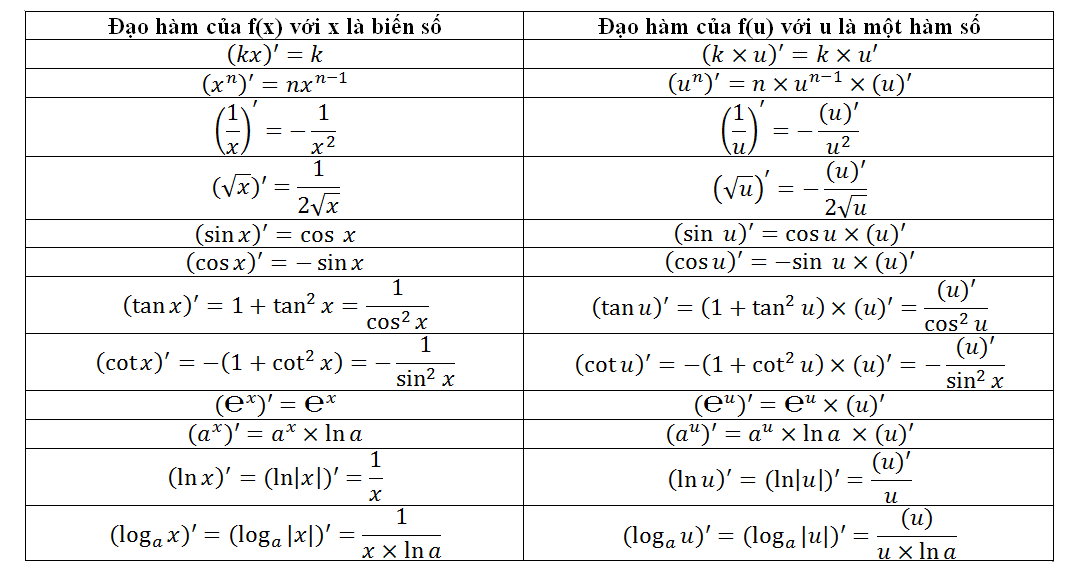 Đạo hàm của f(x) với x là biến số	Đạo hàm của f(u) với u là một hàm số
(kx)′ = k	(k × u)′ = k × u′
(xⁿ)′ = nxⁿ⁻¹	(uⁿ)′ = n × uⁿ⁻¹ × (u)′
(1/x)′ = −1/x²	(1/u)′ = −(u)′/u²
(√x)′ = 1/(2√x)	(√u)′ = −(u)′/(2√u)
(sin x)′ = cos x	(sin u)′ = cos u × (u)′
(cos x)′ = − sin x	(cos u)′ = −sin u × (u)′
(tan x)′ = 1 + tan² x = 1/(cos² x)	(tan u)′ = (1 + tan² u) × (u)′ = (u)′/(cos² u)
(cot x)′ = −(1 + cot² x) = −1/(sin² x)	(cot u)′ = −(1 + cot² u) × (u)′ = −(u)′/(sin² x)
(eˣ)′ = eˣ	(eᵘ)′ = eᵘ × (u)′
(aˣ)′ = aˣ × ln a	(aᵘ)′ = aᵘ × ln a × (u)′
(ln x)′ = (ln|x|)′ = 1/x	(ln u)′ = (ln|u|)′ = (u)′/u
(logₐ x)′ = (logₐ |x|)′ = 1/(x × ln a)	(logₐ u)′ = (logₐ |u|)′ = (u)/(u × ln a)